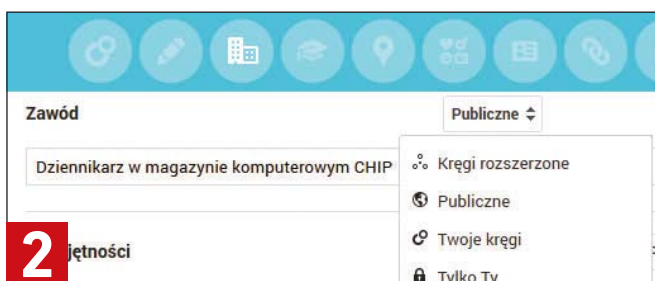 Zawód
Publiczne
Dziennikarz w magazynie komputerowym CHIP
Kręgi rozszerzone
Publiczne
Twoje kręgi
Tylko Ty
2
jętności